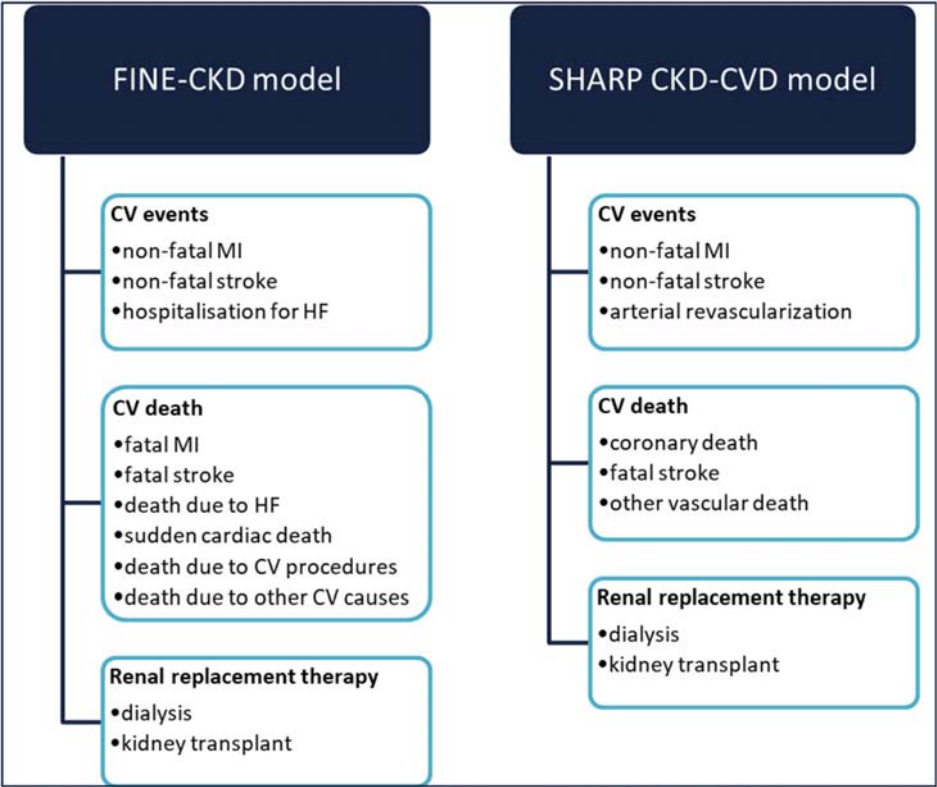 FINE-CKD model
CV events
•non-fatal MI
•non-fatal stroke
•hospitalisation for HF
CV death
•fatal MI
•fatal stroke
•death due to HF
•sudden cardiac death
•death due to CV procedures
•death due to other CV causes
Renal replacement therapy
•dialysis
•kidney transplant
SHARP CKD-CVD model
CV events
•non-fatal MI
•non-fatal stroke
•arterial revascularization
CV death
•coronary death
•fatal stroke
•other vascular death
Renal replacement therapy
•dialysis
•kidney transplant